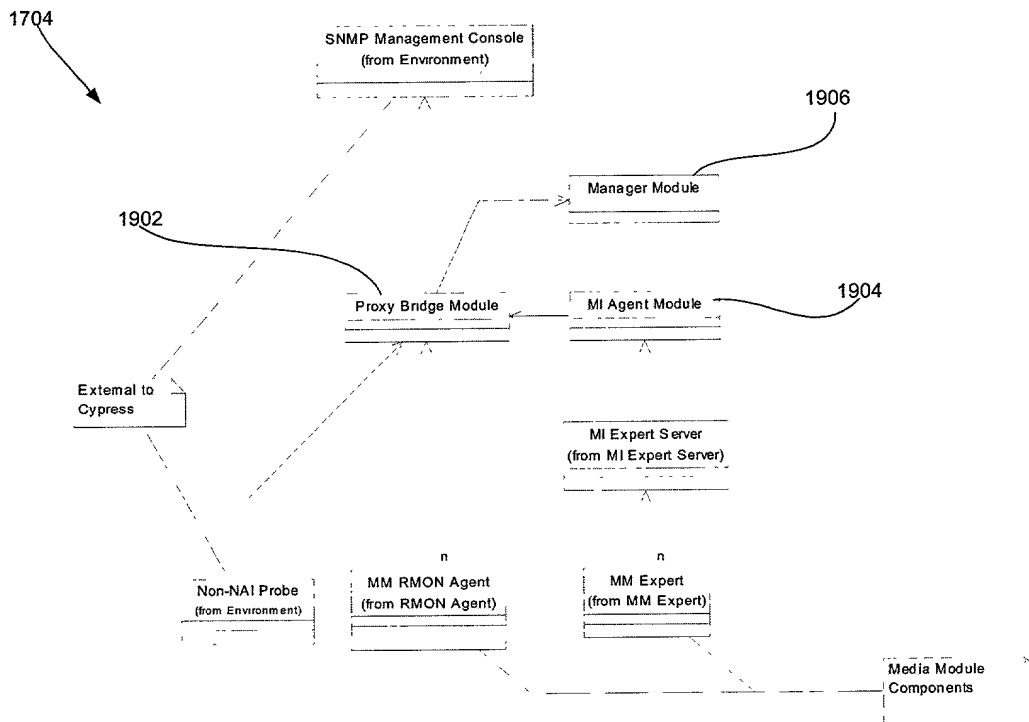 1704
SNMP Management Console
(from Environment)
1906
Manager Module
1902
Proxy Bridge Module
MI Agent Module
1904
External to
Cypress
MI Expert Server
(from MI Expert Server)
n
n
Non-NAI Probe
(from Environment)
MM RMON Agent
(from RMON Agent)
MM Expert
(from MM Expert)
Media Module
Components